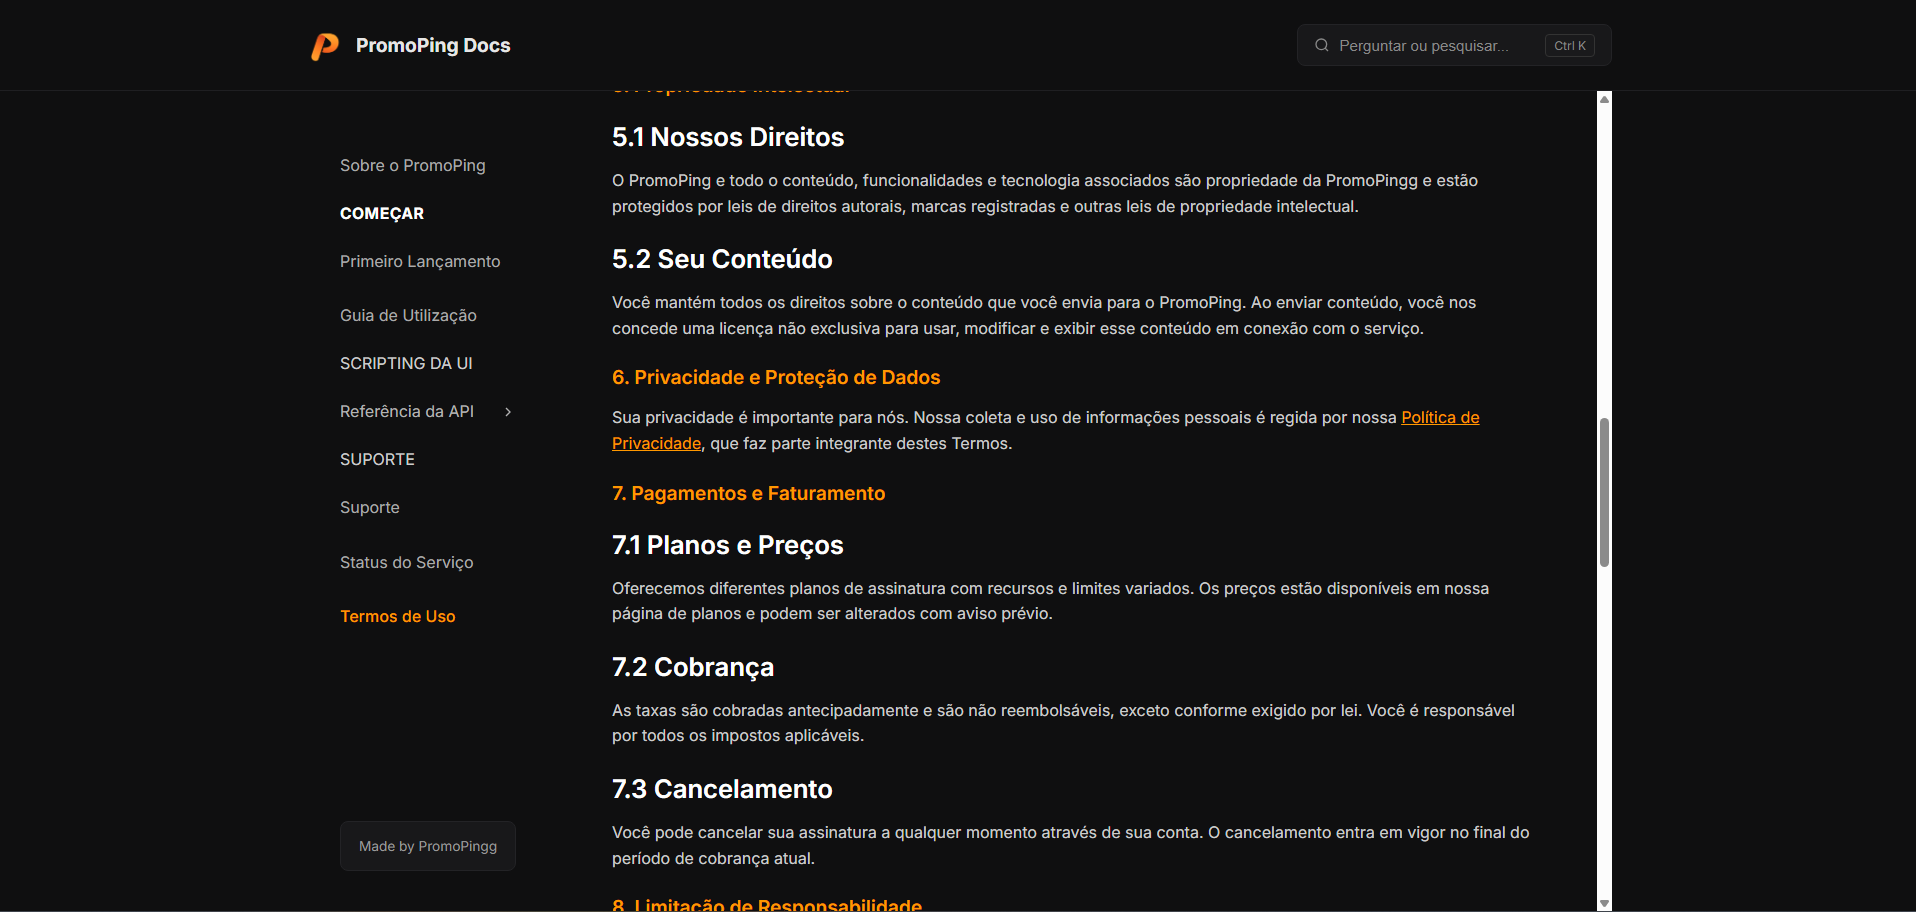 PromoPing Docs
Perguntar ou pesquisar...
Ctrl K
Sobre o PromoPing
COMEÇAR
Primeiro Lançamento
Guia de Utilização
SCRIPTING DA UI
Referência da API
SUPORTE
Suporte
Status do Serviço
Termos de Uso
Made by PromoPingg
5. Propriedade Intelectual
5.1 Nossos Direitos
O PromoPing e todo o conteúdo, funcionalidades e tecnologia associados são propriedade da PromoPingg e estão
protegidos por leis de direitos autorais, marcas registradas e outras leis de propriedade intelectual.
5.2 Seu Conteúdo
Você mantém todos os direitos sobre o conteúdo que você envia para o PromoPing. Ao enviar conteúdo, você nos
concede uma licença não exclusiva para usar, modificar e exibir esse conteúdo em conexão com o serviço.
6. Privacidade e Proteção de Dados
Sua privacidade é importante para nós. Nossa coleta e uso de informações pessoais é regida por nossa Política de
Privacidade, que faz parte integrante destes Termos.
7. Pagamentos e Faturamento
7.1 Planos e Preços
Oferecemos diferentes planos de assinatura com recursos e limites variados. Os preços estão disponíveis em nossa
página de planos e podem ser alterados com aviso prévio.
7.2 Cobrança
As taxas são cobradas antecipadamente e são não reembolsáveis, exceto conforme exigido por lei. Você é responsável
por todos os impostos aplicáveis.
7.3 Cancelamento
Você pode cancelar sua assinatura a qualquer momento através de sua conta. O cancelamento entra em vigor no final do
período de cobrança atual.
8. Limitação de Responsabilidade